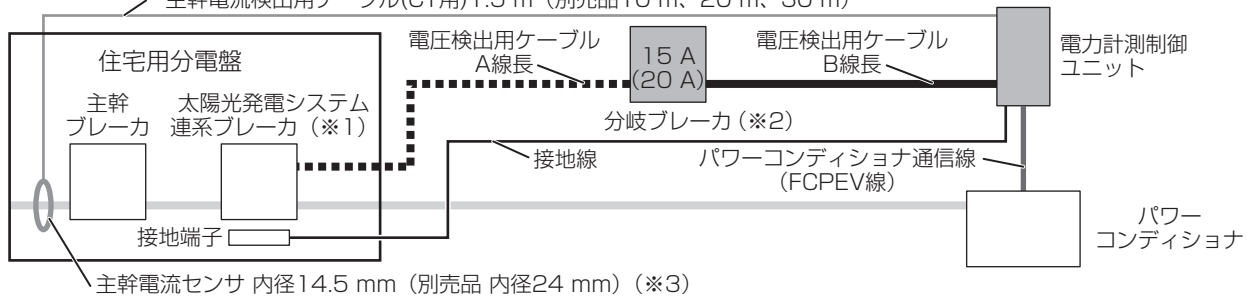 主幹電流検出用ケーブル(CT用)1.5 m（別売品10 m、20 m、30 m）
住宅用分電盤
主幹
ブレーカ
太陽光発電システム
連系ブレーカ（※1）
電圧検出用ケーブル
A線長
15 A
(20 A)
分岐ブレーカ（※2）
電圧検出用ケーブル
B線長
電力計測制御
ユニット
接地線
パワーコンディショナ通信線
（FCPEV線）
接地端子
パワー
コンディショナ
主幹電流センサ 内径14.5 mm（別売品 内径24 mm）（※3）